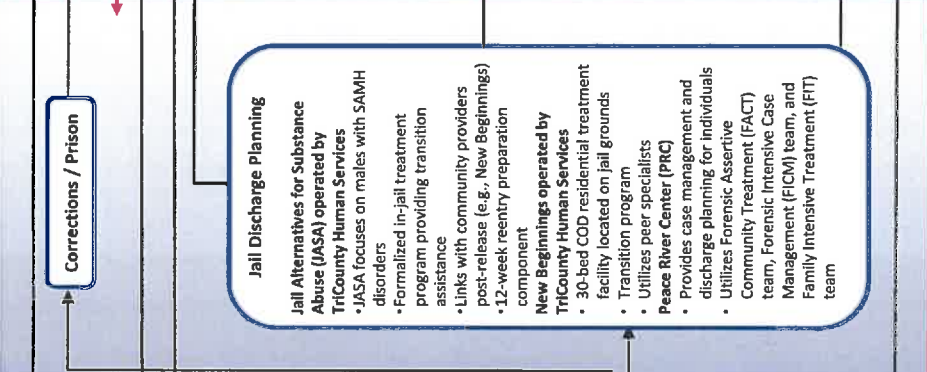 Corrections / Prison
Jail Discharge Planning
Jail Alternatives for Substance
Abuse (JASA) operated by
TriCounty Human Services
•JASA focuses on males with SAMH
disorders
•Formalized in-jail treatment
program providing transition
assistance
•Links with community providers
post-release (e.g., New Beginnings)
•12-week reentry preparation
component
New Beginnings operated by
TriCounty Human Services
• 30-bed COD residential treatment
facility located on jail grounds
• Transition program
• Utilizes peer specialists
Peace River Center (PRC)
• Provides case management and
discharge planning for individuals
• Utilizes Forensic Assertive
Community Treatment (FACT)
team, Forensic Intensive Case
Management (FICM) team, and
Family Intensive Treatment (FIT)
team